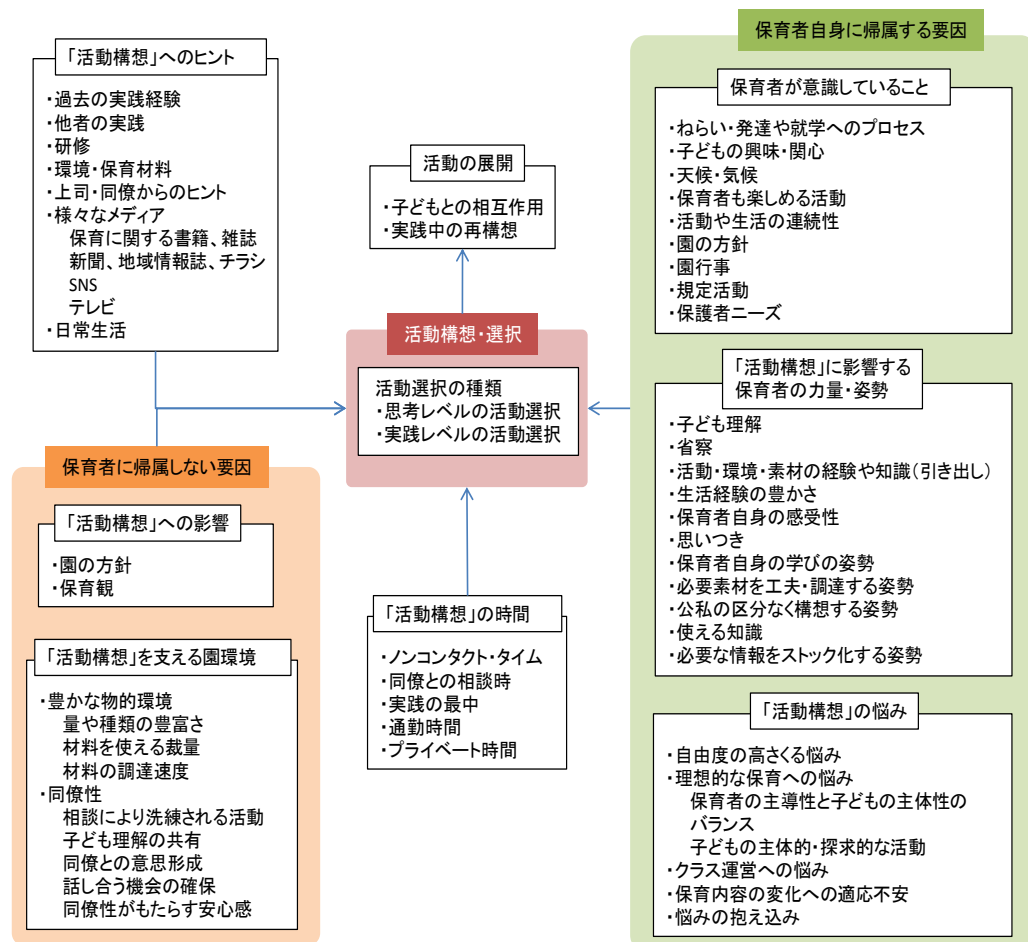 「活動構想」へのヒント
・過去の実践経験
・他者の実践
・研修
・環境・保育材料
・上司・同僚からのヒント
・様々なメディア
保育に関する書籍、雑誌
新聞、地域情報誌、チラシ
SNS
テレビ
・日常生活
保育者に帰属しない要因
「活動構想」への影響
・園の方針
・保育観
「活動構想」を支える園環境
・豊かな物的環境
量や種類の豊富さ
材料を使える裁量
材料の調達速度
・同僚性
相談により洗練される活動
子ども理解の共有
同僚との意思形成
話し合う機会の確保
同僚性がもたらす安心感
活動の展開
・子どもとの相互作用
・実践中の再構想
活動構想・選択
活動選択の種類
・思考レベルの活動選択
・実践レベルの活動選択
「活動構想」の時間
・ノンコンタクト・タイム
・同僚との相談時
・実践の最中
・通勤時間
・プライベート時間
保育者自身に帰属する要因
保育者が意識していること
・ねらい・発達や就学へのプロセス
・子どもの興味・関心
・天候・気候
・保育者も楽しめる活動
・活動や生活の連続性
・園の方針
・園行事
・規定活動
・保護者ニーズ
「活動構想」に影響する
保育者の力量・姿勢
・子ども理解
・省察
・活動・環境・素材の経験や知識(引き出し)
・生活経験の豊かさ
・保育者自身の感受性
・思いつき
・保育者自身の学びの姿勢
・必要素材を工夫・調達する姿勢
・公私の区分なく構想する姿勢
・使える知識
・必要な情報をストック化する姿勢
「活動構想」の悩み
・自由度の高さくる悩み
・理想的な保育への悩み
保育者の主導性と子どもの主体性の
バランス
子どもの主体的・探求的な活動
・クラス運営への悩み
・保育内容の変化への適応不安
・悩みの抱え込み